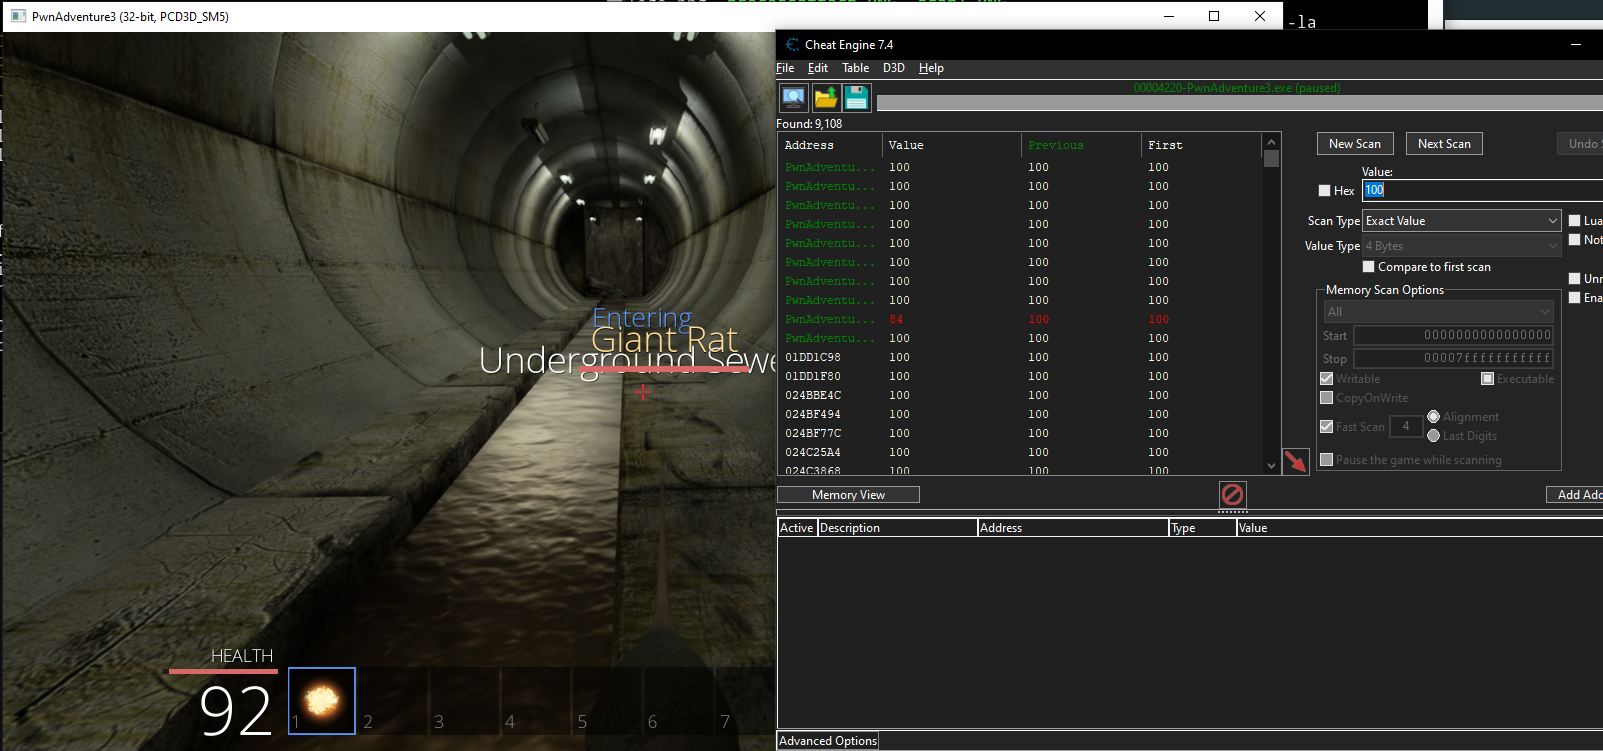 PwnAdventure3 (32-bit, PCD3D_SM5)
-la
Cheat Engine 7.4
File Edit Table D3D Help
00004220-PwnAdventure3.exe (paused)
Found: 9,108
Address Value Previous First
PwnAdventu... 100 100 100
PwnAdventu... 100 100 100
PwnAdventu... 100 100 100
PwnAdventu... 100 100 100
PwnAdventu... 100 100 100
PwnAdventu... 100 100 100
PwnAdventu... 100 100 100
PwnAdventu... 100 100 100
PwnAdventu... 84 100 100
PwnAdventu... 100 100 100
01DD1C98 100 100 100
01DD1F80 100 100 100
024BBE4C 100 100 100
024BF494 100 100 100
024BF77C 100 100 100
024C25A4 100 100 100
024C3868 100 100 100
New Scan Next Scan Undo
Value:
Hex 100
Scan Type Exact Value Lua
Value Type 4 Bytes Not
Compare to first scan
Memory Scan Options
All
Start 0000000000000000
Stop 00007fffffffffff
Writable Executable
CopyOnWrite
Fast Scan 4 Alignment
Last Digits
Pause the game while scanning
Unr
Ena
Memory View
Add Add
Active Description Address Type Value
Advanced Options
Entering
Giant Rat
Underground Sewe
HEALTH
92
1 2 3 4 5 6 7